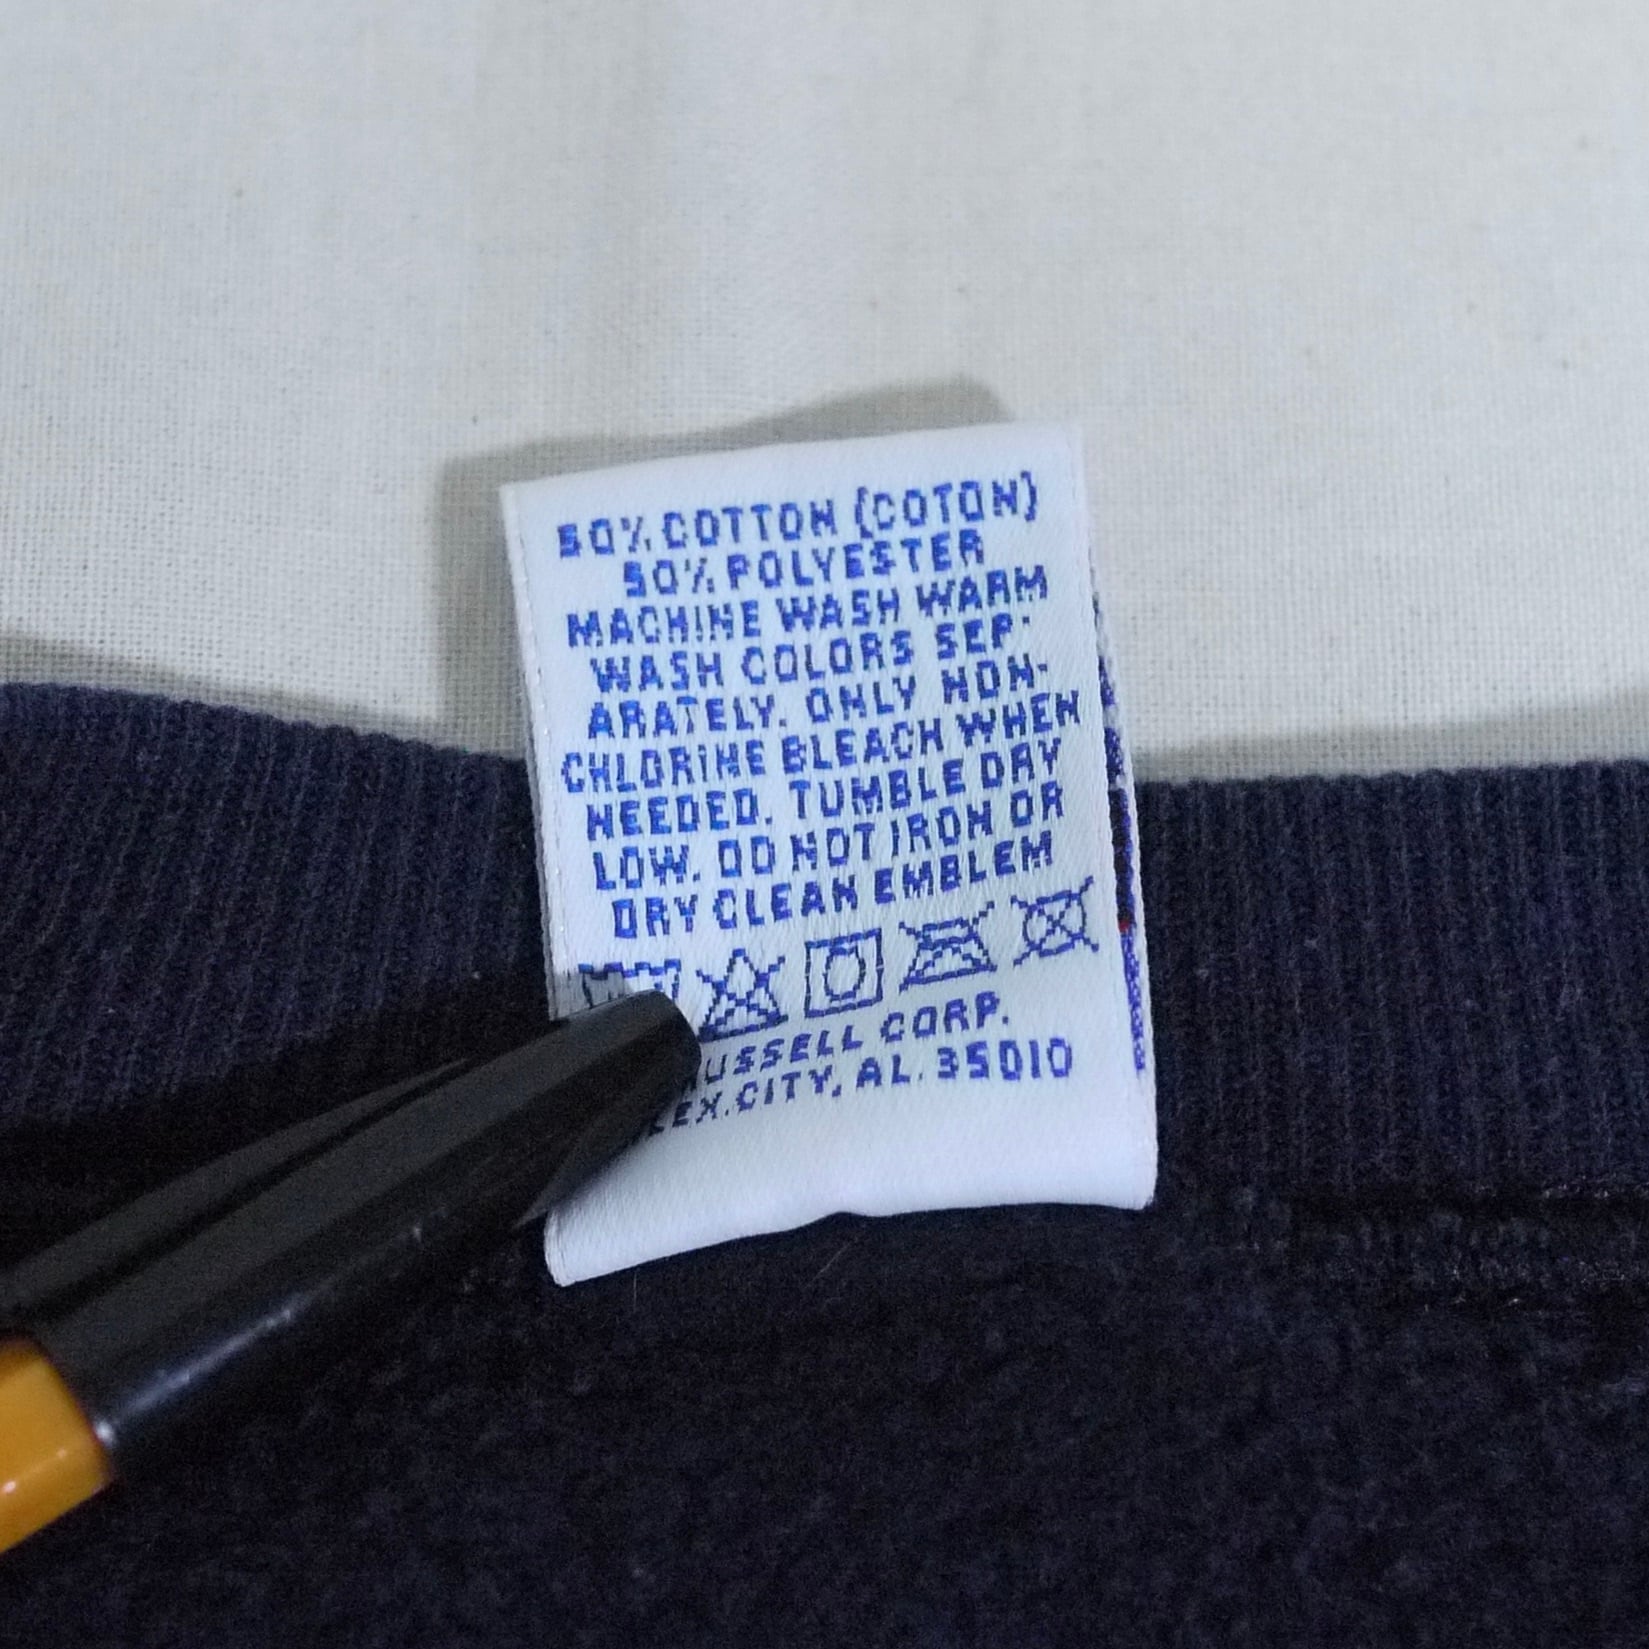 50% COTTON {COTON}
50% POLYESTER
MACHINE WASH WARM
WASH COLORS SEP-
ARATELY. ONLY NON-
CHLORINE BLEACH WHEN
NEEDED. TUMBLE DRY
LOW. DO NOT IRON OR
DRY CLEAN EMBLEM
RUSSELL CORP.
CITY, AL. 35010